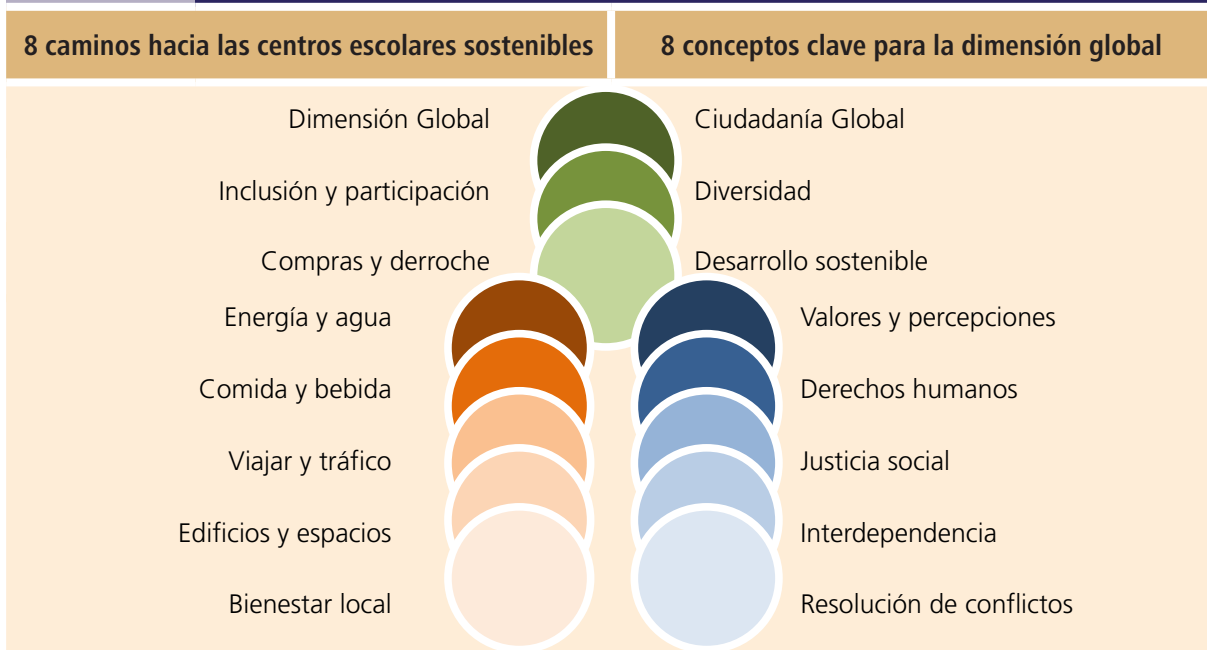 8 caminos hacia las centros escolares sostenibles
8 conceptos clave para la dimensión global
Dimensión Global
Ciudadanía Global
Inclusión y participación
Diversidad
Compras y derroche
Desarrollo sostenible
Energía y agua
Valores y percepciones
Comida y bebida
Derechos humanos
Viajar y tráfico
Justicia social
Edificios y espacios
Interdependencia
Bienestar local
Resolución de conflictos